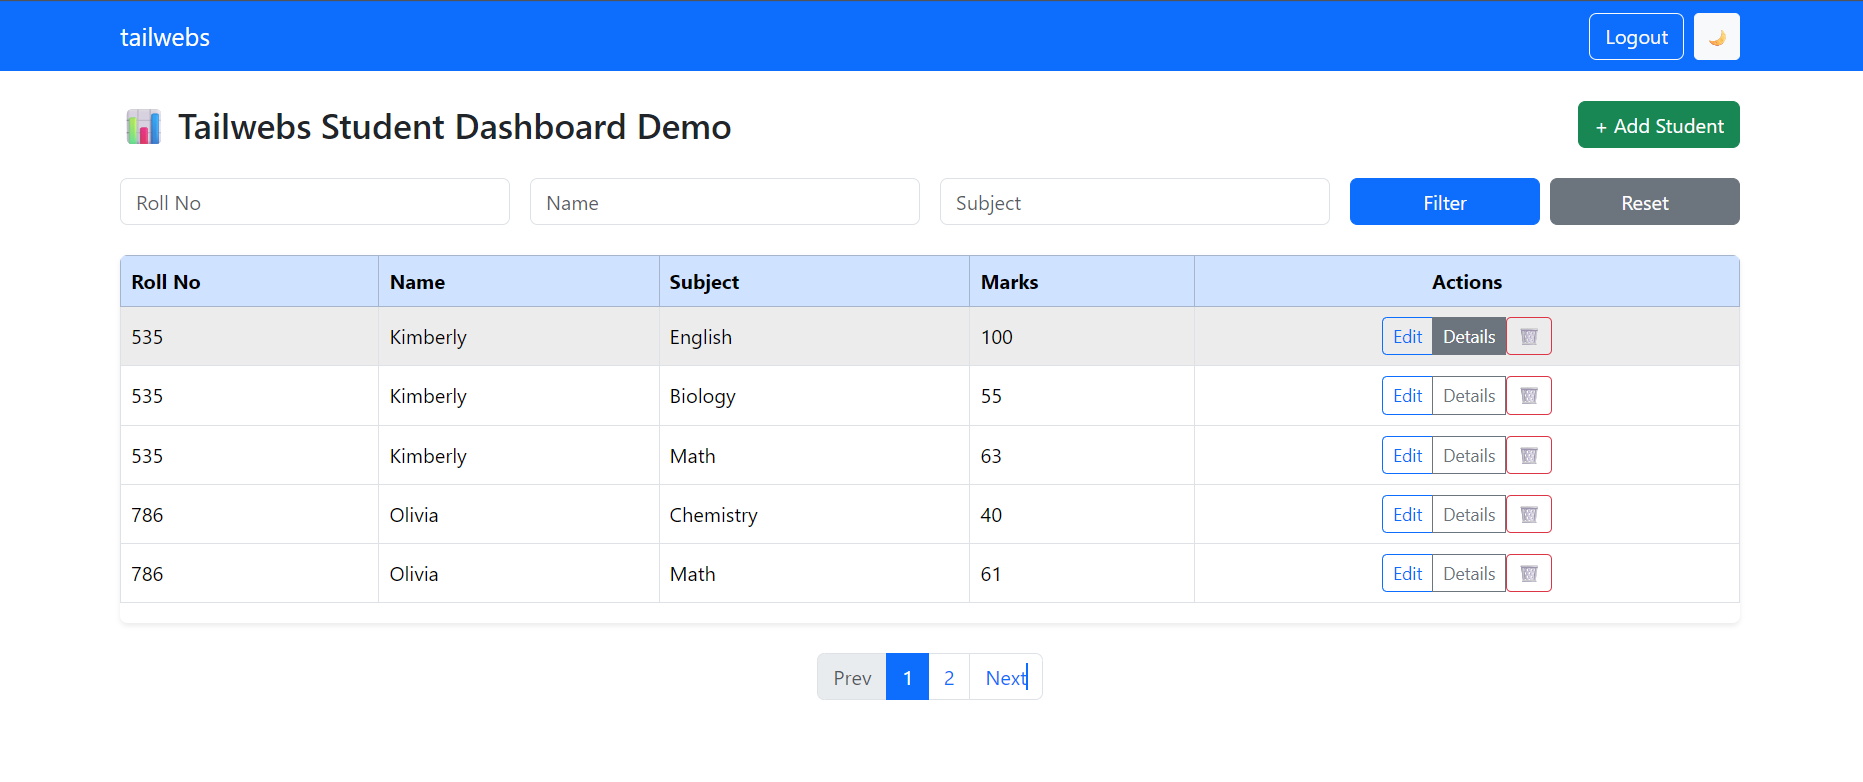 tailwebs Logout
Tailwebs Student Dashboard Demo + Add Student
Roll No Name Subject Filter Reset
Roll No Name Subject Marks Actions
535 Kimberly English 100 Edit Details
535 Kimberly Biology 55 Edit Details
535 Kimberly Math 63 Edit Details
786 Olivia Chemistry 40 Edit Details
786 Olivia Math 61 Edit Details
Prev 1 2 Next